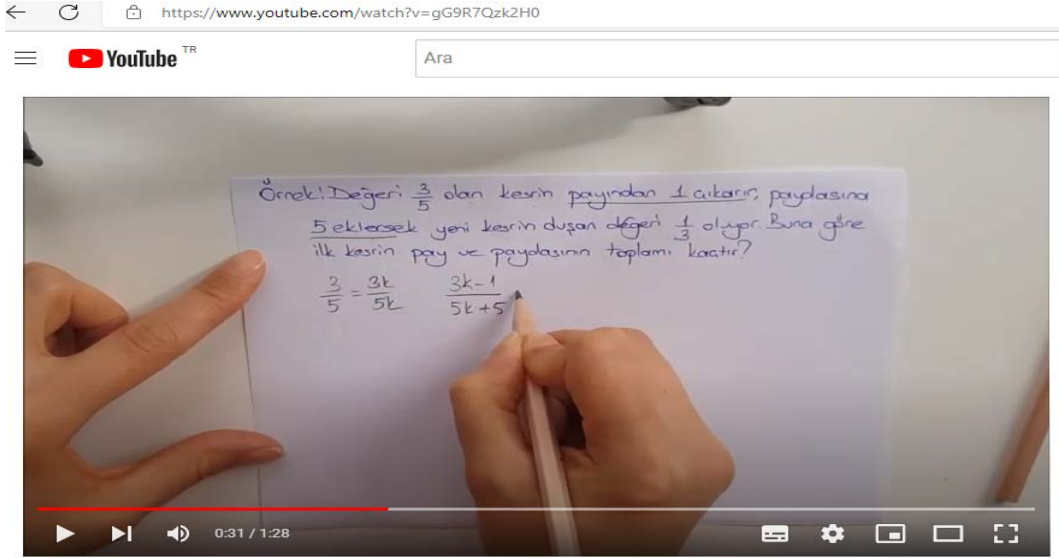 https://www.youtube.com/watch?v=gG9R7Qzk2H0
YouTube TR
Ara
Örnek! Değeri 3/5 olan kesrin payından 1 çıkarır, paydasına
5 eklersek yeni kesrin duşan değeri 1/3 oluyor. Buna göre
ilk kesrin pay ve paydasının toplamı kaçtır?
3/5 = 3k/5k (3k-1)/(5k+5)
0:31 / 1:28